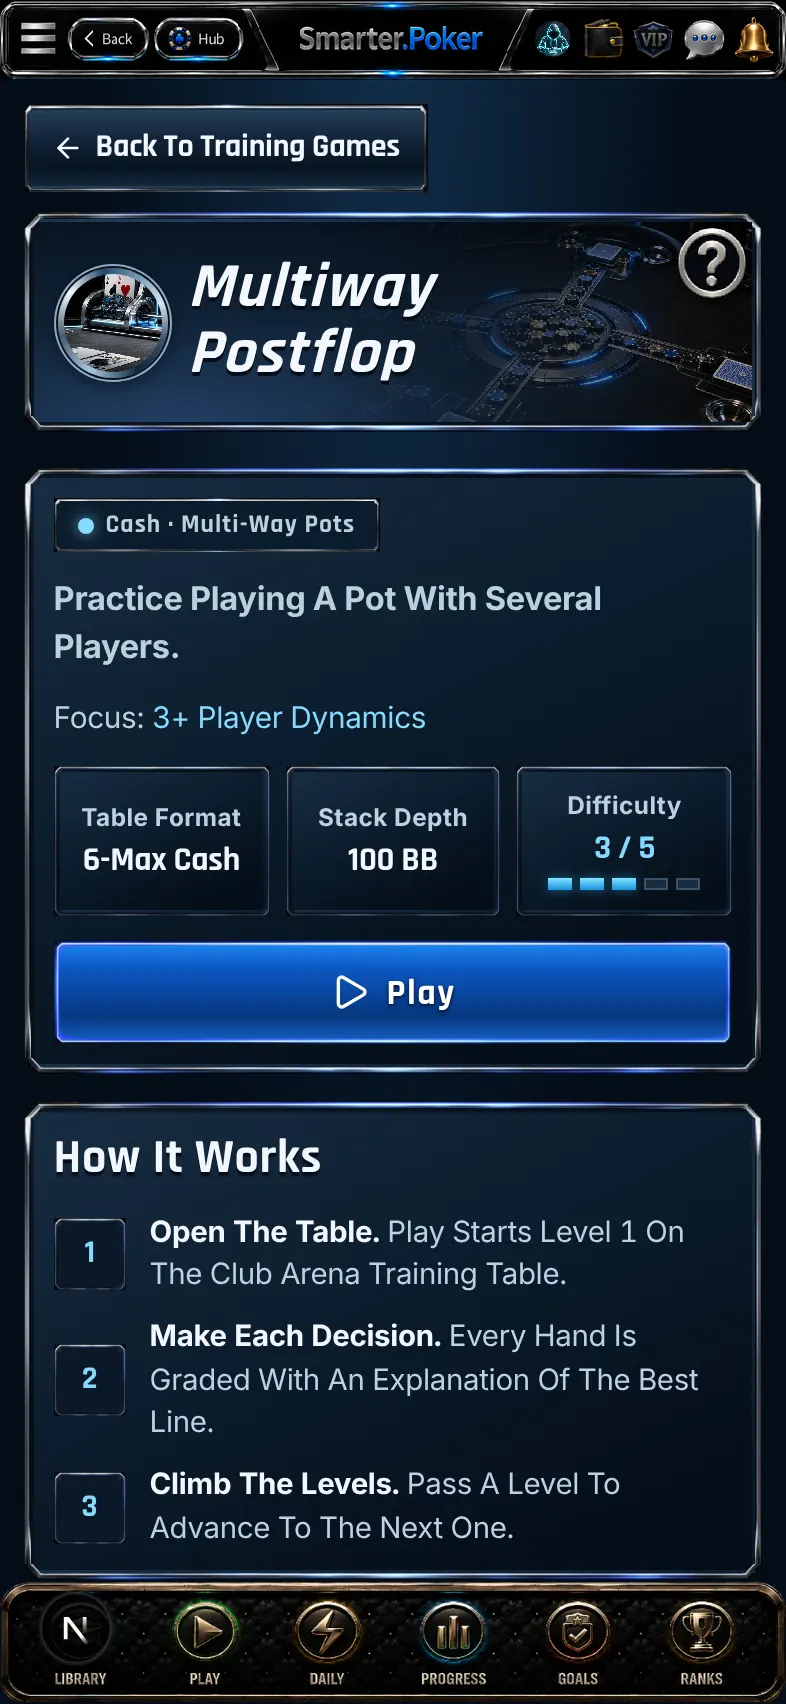 Back
Hub
Smarter.Poker
VIP
Back To Training Games
Multiway
Postflop
?
Cash · Multi-Way Pots
Practice Playing A Pot With Several
Players.
Focus: 3+ Player Dynamics
Table Format
6-Max Cash
Stack Depth
100 BB
Difficulty
3 / 5
Play
How It Works
1
Open The Table. Play Starts Level 1 On
The Club Arena Training Table.
2
Make Each Decision. Every Hand Is
Graded With An Explanation Of The Best
Line.
3
Climb The Levels. Pass A Level To
Advance To The Next One.
N
LIBRARY
PLAY
DAILY
PROGRESS
GOALS
RANKS